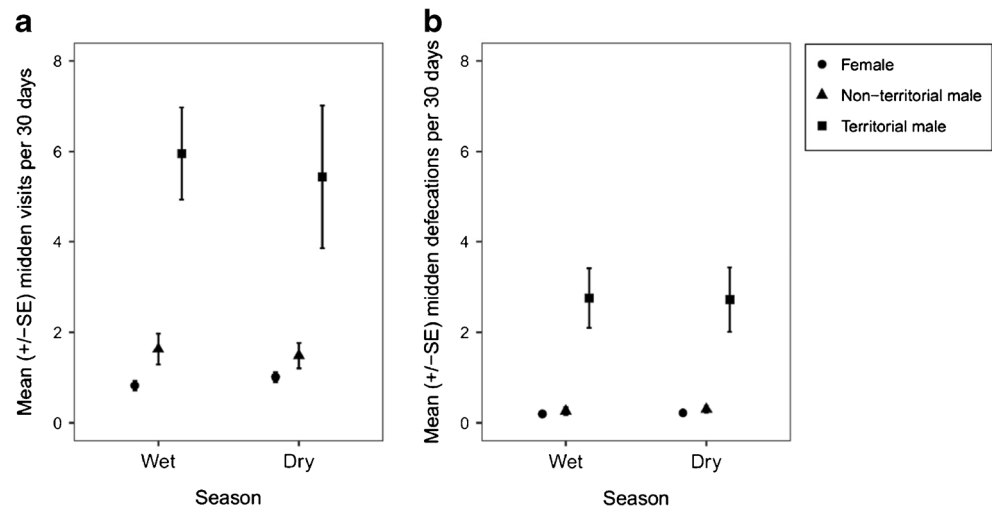 a
Mean (+/−SE) midden visits per 30 days
8
6
4
2
0
Wet Dry
Season
b
Mean (+/−SE) midden defecations per 30 days
8
6
4
2
0
Wet Dry
Season
Female
Non−territorial male
Territorial male